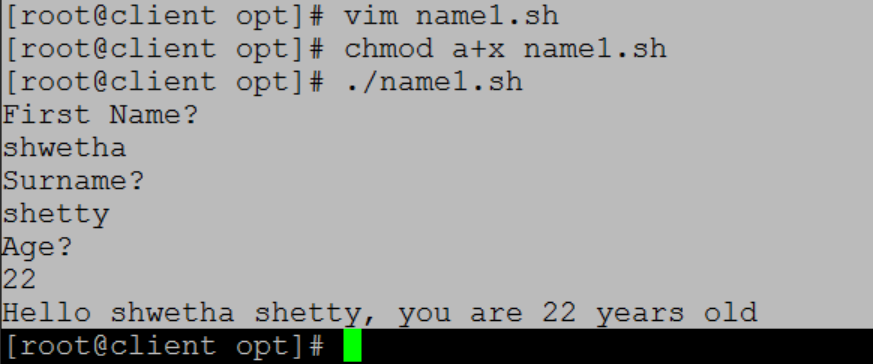 [root@client opt]# vim name1.sh
[root@client opt]# chmod a+x name1.sh
[root@client opt]# ./name1.sh
First Name?
shwetha
Surname?
shetty
Age?
22
Hello shwetha shetty, you are 22 years old
[root@client opt]#